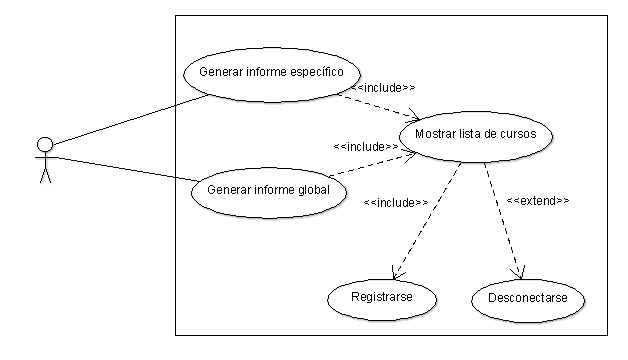 Generar informe específico
<<include>>
Mostrar lista de cursos
<<include>>
Generar informe global
<<include>>
<<extend>>
Registrarse
Desconectarse